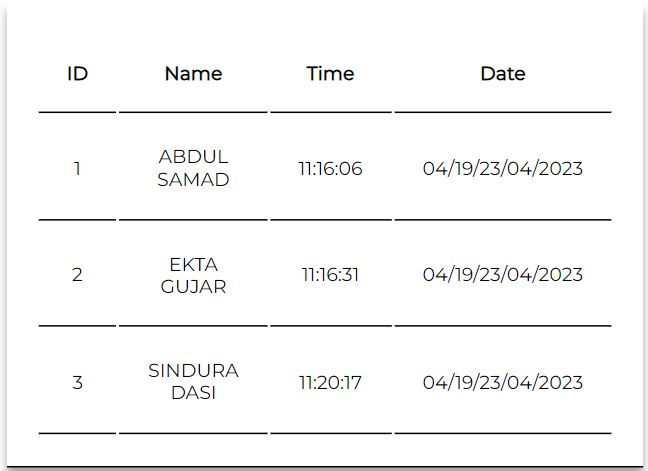 ID Name Time Date
1 ABDUL SAMAD 11:16:06 04/19/23/04/2023
2 EKTA GUJAR 11:16:31 04/19/23/04/2023
3 SINDURA DASI 11:20:17 04/19/23/04/2023